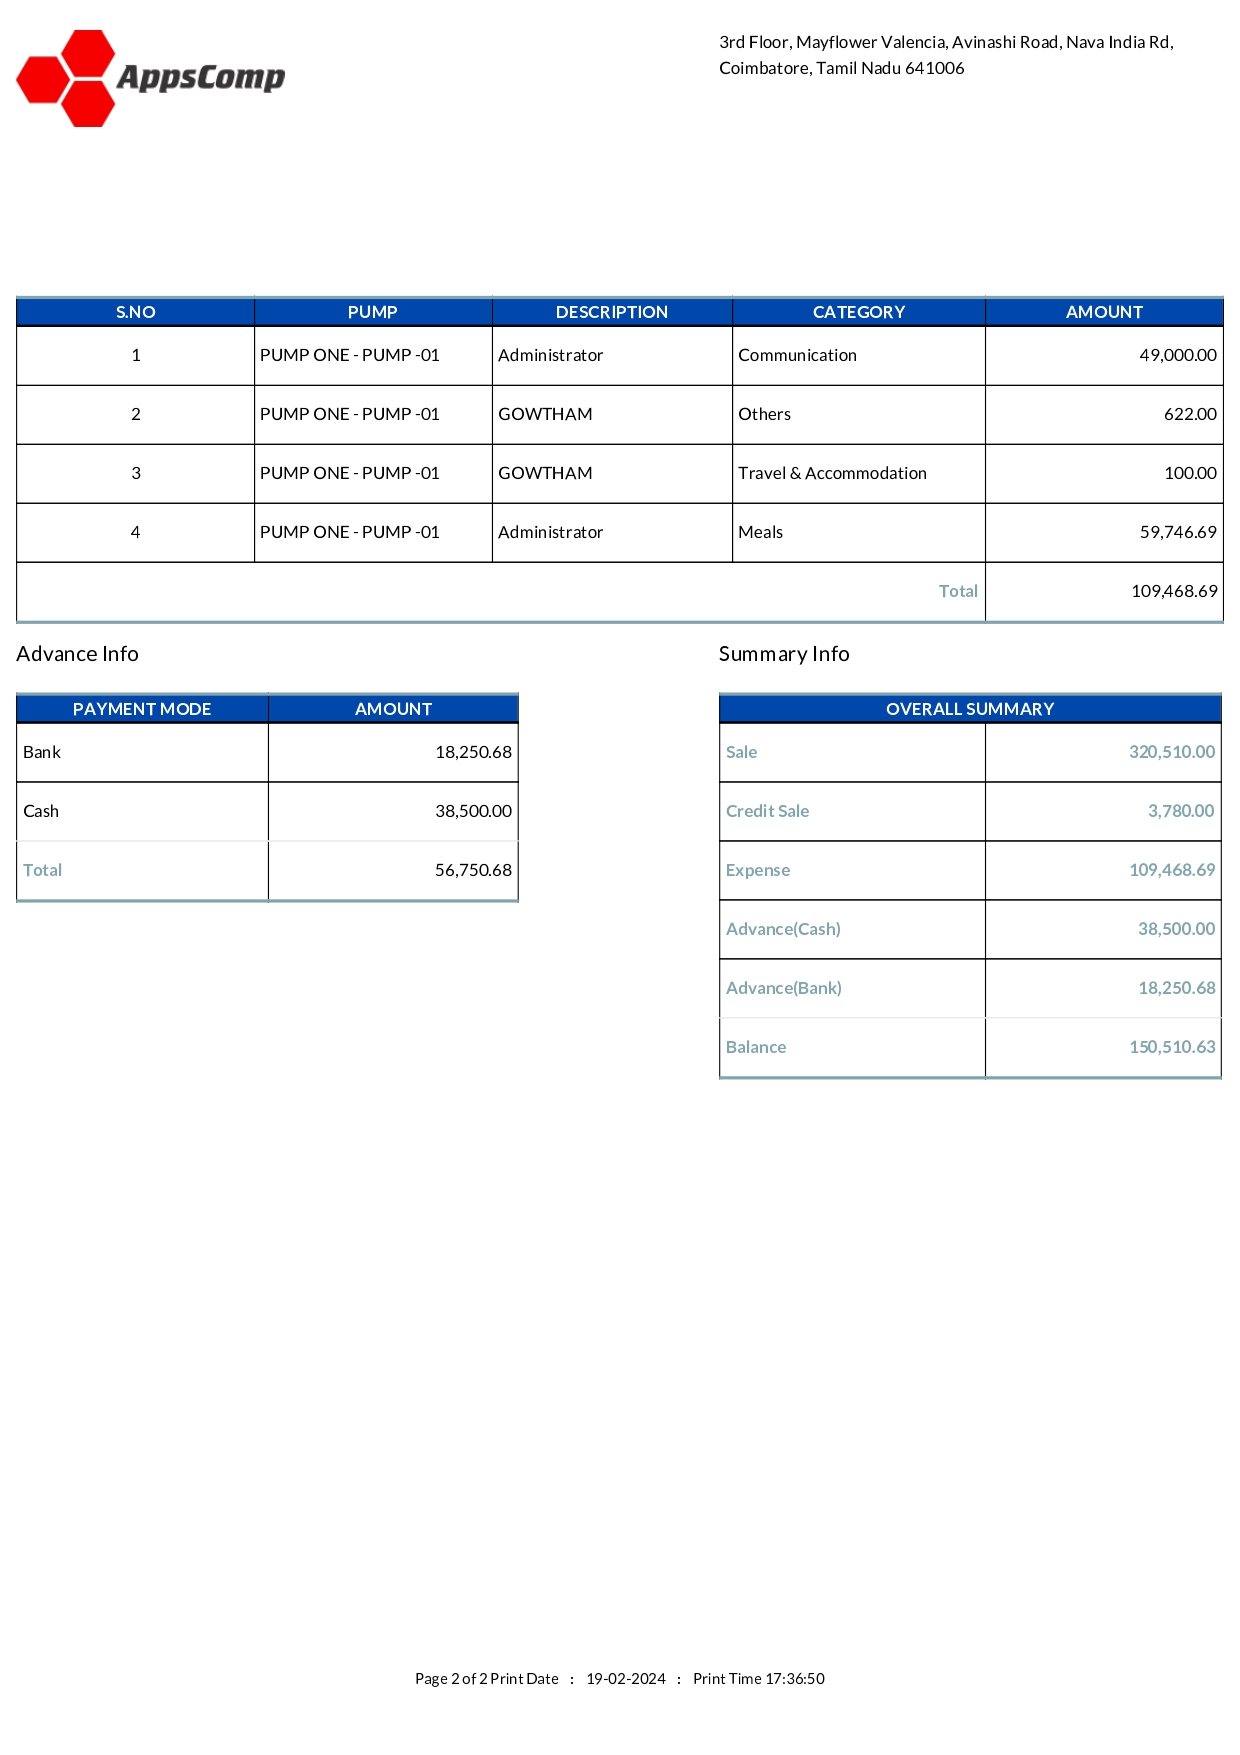 AppsComp
3rd Floor, Mayflower Valencia, Avinashi Road, Nava India Rd,
Coimbatore, Tamil Nadu 641006
S.NO PUMP DESCRIPTION CATEGORY AMOUNT
1 PUMP ONE - PUMP -01 Administrator Communication 49,000.00
2 PUMP ONE - PUMP -01 GOWTHAM Others 622.00
3 PUMP ONE - PUMP -01 GOWTHAM Travel & Accommodation 100.00
4 PUMP ONE - PUMP -01 Administrator Meals 59,746.69
Total 109,468.69
Advance Info
PAYMENT MODE AMOUNT
Bank 18,250.68
Cash 38,500.00
Total 56,750.68
Summary Info
OVERALL SUMMARY
Sale 320,510.00
Credit Sale 3,780.00
Expense 109,468.69
Advance(Cash) 38,500.00
Advance(Bank) 18,250.68
Balance 150,510.63
Page 2 of 2 Print Date : 19-02-2024 : Print Time 17:36:50